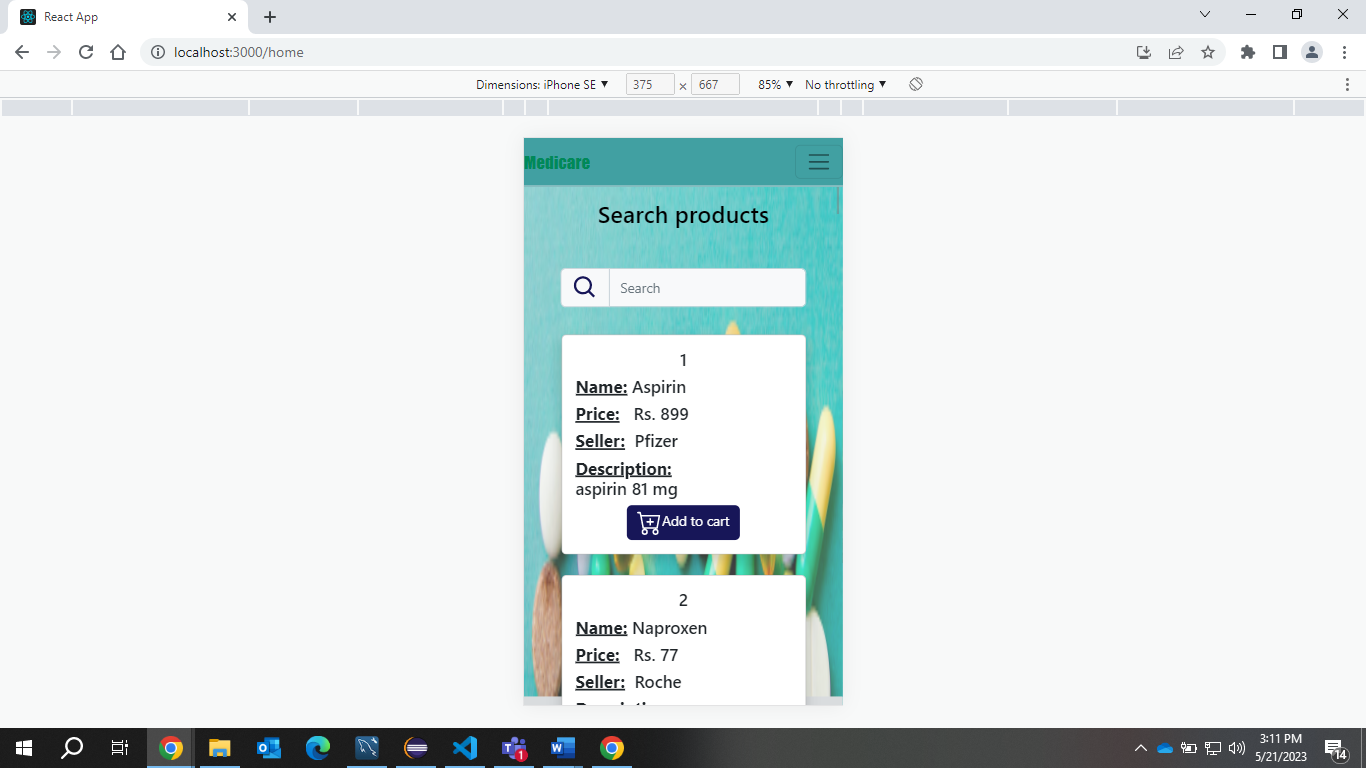 React App
localhost:3000/home
Dimensions: iPhone SE ▼ 375 × 667 85% ▼ No throttling ▼
Medicare
Search products
Search
1
Name: Aspirin
Price: Rs. 899
Seller: Pfizer
Description:
aspirin 81 mg
Add to cart
2
Name: Naproxen
Price: Rs. 77
Seller: Roche
3:11 PM
5/21/2023
1
14